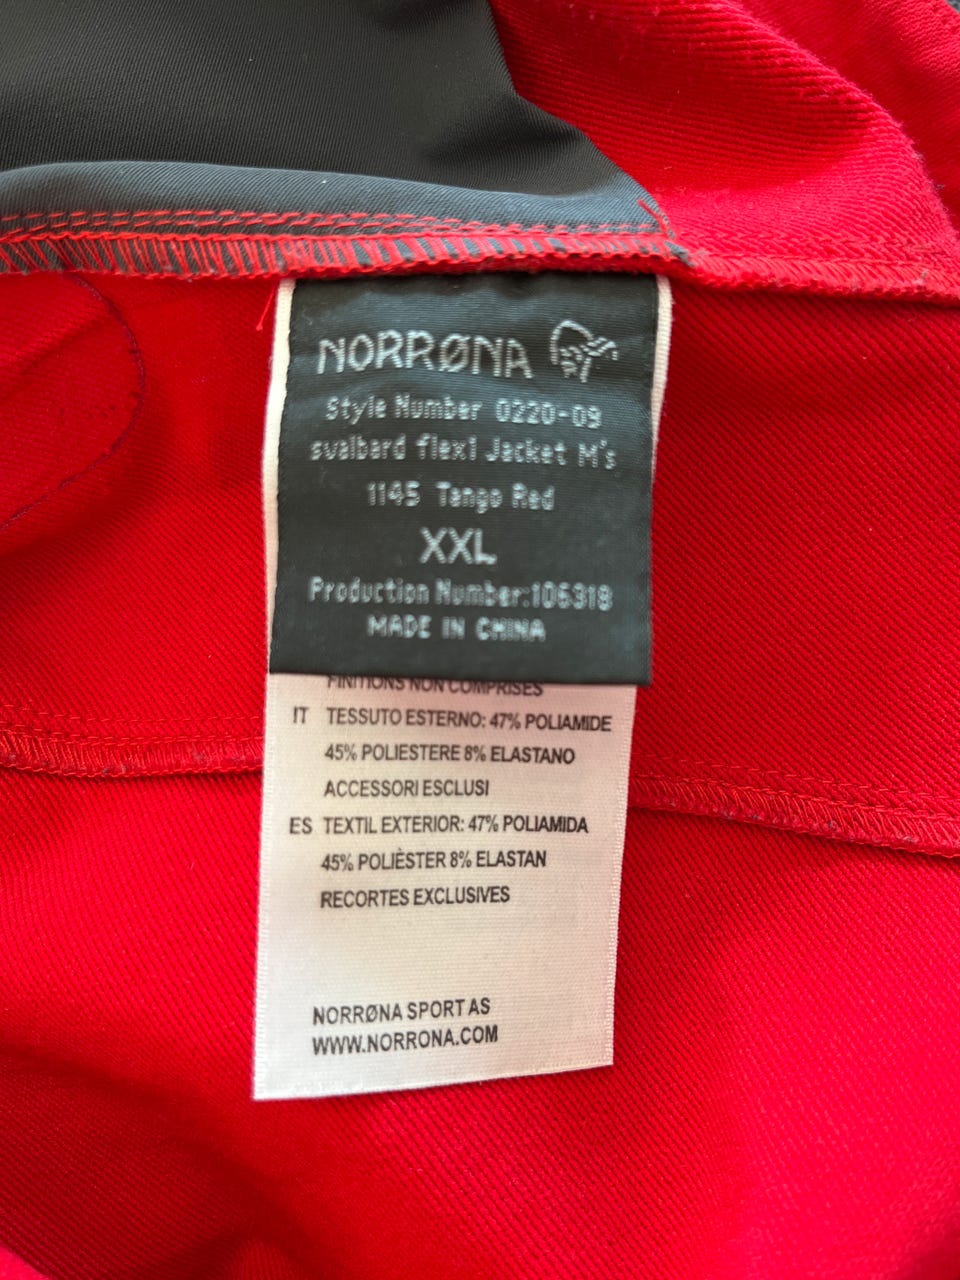 NORRØNA
Style Number 0220-09
svalbard flex1 Jacket M's
1145 Tango Red
XXL
Production Number:106318
MADE IN CHINA
FINITIONS NON COMPRISES
IT TESSUTO ESTERNO: 47% POLIAMIDE
45% POLIESTERE 8% ELASTANO
ACCESSORI ESCLUSI
ES TEXTIL EXTERIOR: 47% POLIAMIDA
45% POLIÈSTER 8% ELASTAN
RECORTES EXCLUSIVES
NORRØNA SPORT AS
WWW.NORRONA.COM